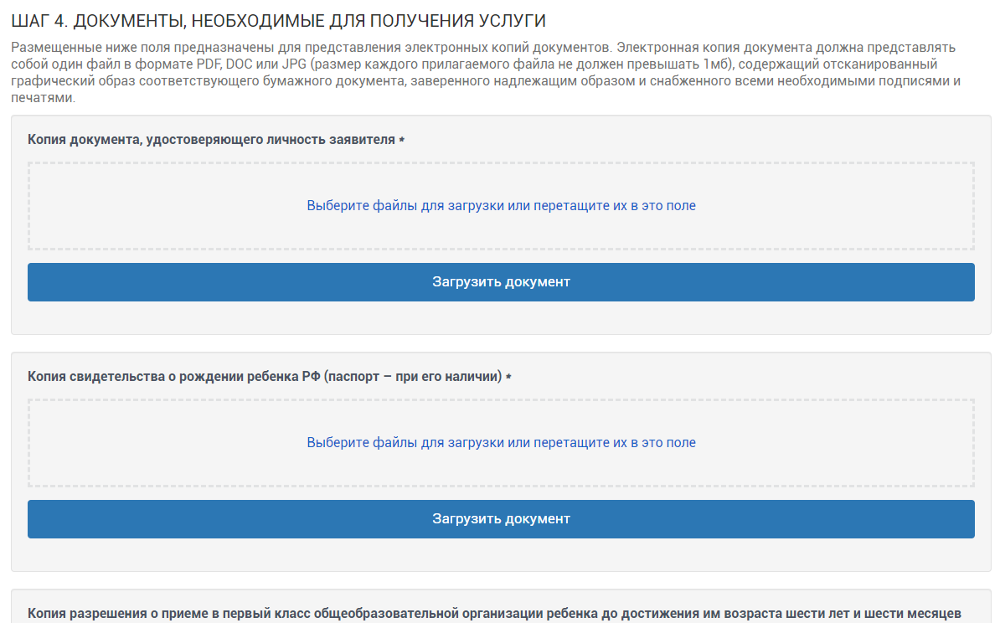 ШАГ 4. ДОКУМЕНТЫ, НЕОБХОДИМЫЕ ДЛЯ ПОЛУЧЕНИЯ УСЛУГИ
Размещенные ниже поля предназначены для представления электронных копий документов. Электронная копия документа должна представлять
собой один файл в формате PDF, DOC или JPG (размер каждого прилагаемого файла не должен превышать 1мб), содержащий отсканированный
графический образ соответствующего бумажного документа, заверенного надлежащим образом и снабженного всеми необходимыми подписями и
печатями.
Копия документа, удостоверяющего личность заявителя *
Выберите файлы для загрузки или перетащите их в это поле
Загрузить документ
Копия свидетельства о рождении ребенка РФ (паспорт – при его наличии) *
Выберите файлы для загрузки или перетащите их в это поле
Загрузить документ
Копия разрешения о приеме в первый класс общеобразовательной организации ребенка до достижения им возраста шести лет и шести месяцев